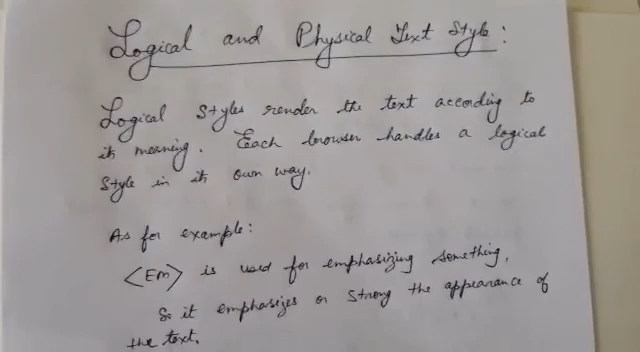 Logical and Physical Text Style:
Logical Styles render the text according to
its meaning. Each browser handles a logical
Style in its own way.
As for example:
<Em> is used for emphasizing something,
So it emphasizes or strong the appearance of
the text.